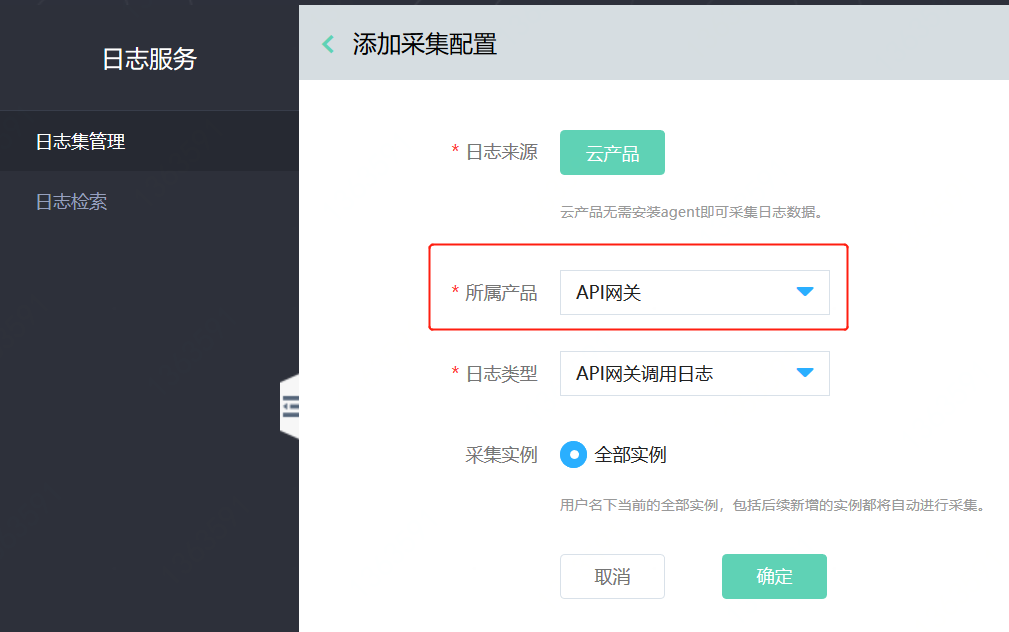 日志服务
日志集管理
日志检索
添加采集配置
* 日志来源 云产品
云产品无需安装agent即可采集日志数据。
* 所属产品 API网关
* 日志类型 API网关调用日志
采集实例 全部实例
用户名下当前的全部实例，包括后续新增的实例都将自动进行采集。
取消 确定